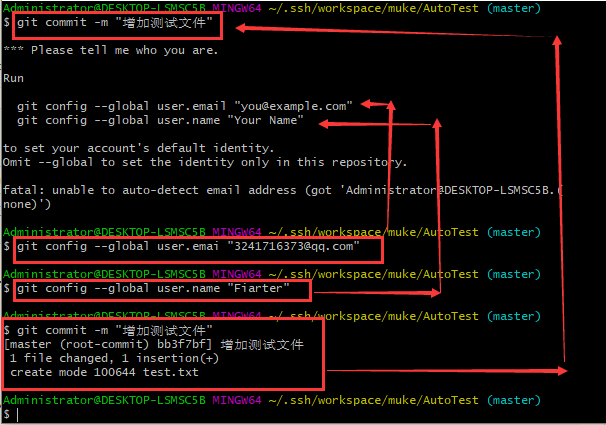 Administrator@DESKTOP-LSMSC5B MINGW64 ~/.ssh/workspace/muke/AutoTest (master)
$ git commit -m "增加测试文件"
*** Please tell me who you are.
Run
git config --global user.email "you@example.com"
git config --global user.name "Your Name"
to set your account's default identity.
Omit --global to set the identity only in this repository.
fatal: unable to auto-detect email address (got 'Administrator@DESKTOP-LSMSC5B.(
none)')
Administrator@DESKTOP-LSMSC5B MINGW64 ~/.ssh/workspace/muke/AutoTest (master)
$ git config --global user.emai "3241716373@qq.com"
Administrator@DESKTOP-LSMSC5B MINGW64 ~/.ssh/workspace/muke/AutoTest (master)
$ git config --global user.name "Fiarter"
Administrator@DESKTOP-LSMSC5B MINGW64 ~/.ssh/workspace/muke/AutoTest (master)
$ git commit -m "增加测试文件"
[master (root-commit) bb3f7bf] 增加测试文件
1 file changed, 1 insertion(+)
create mode 100644 test.txt
Administrator@DESKTOP-LSMSC5B MINGW64 ~/.ssh/workspace/muke/AutoTest (master)
$